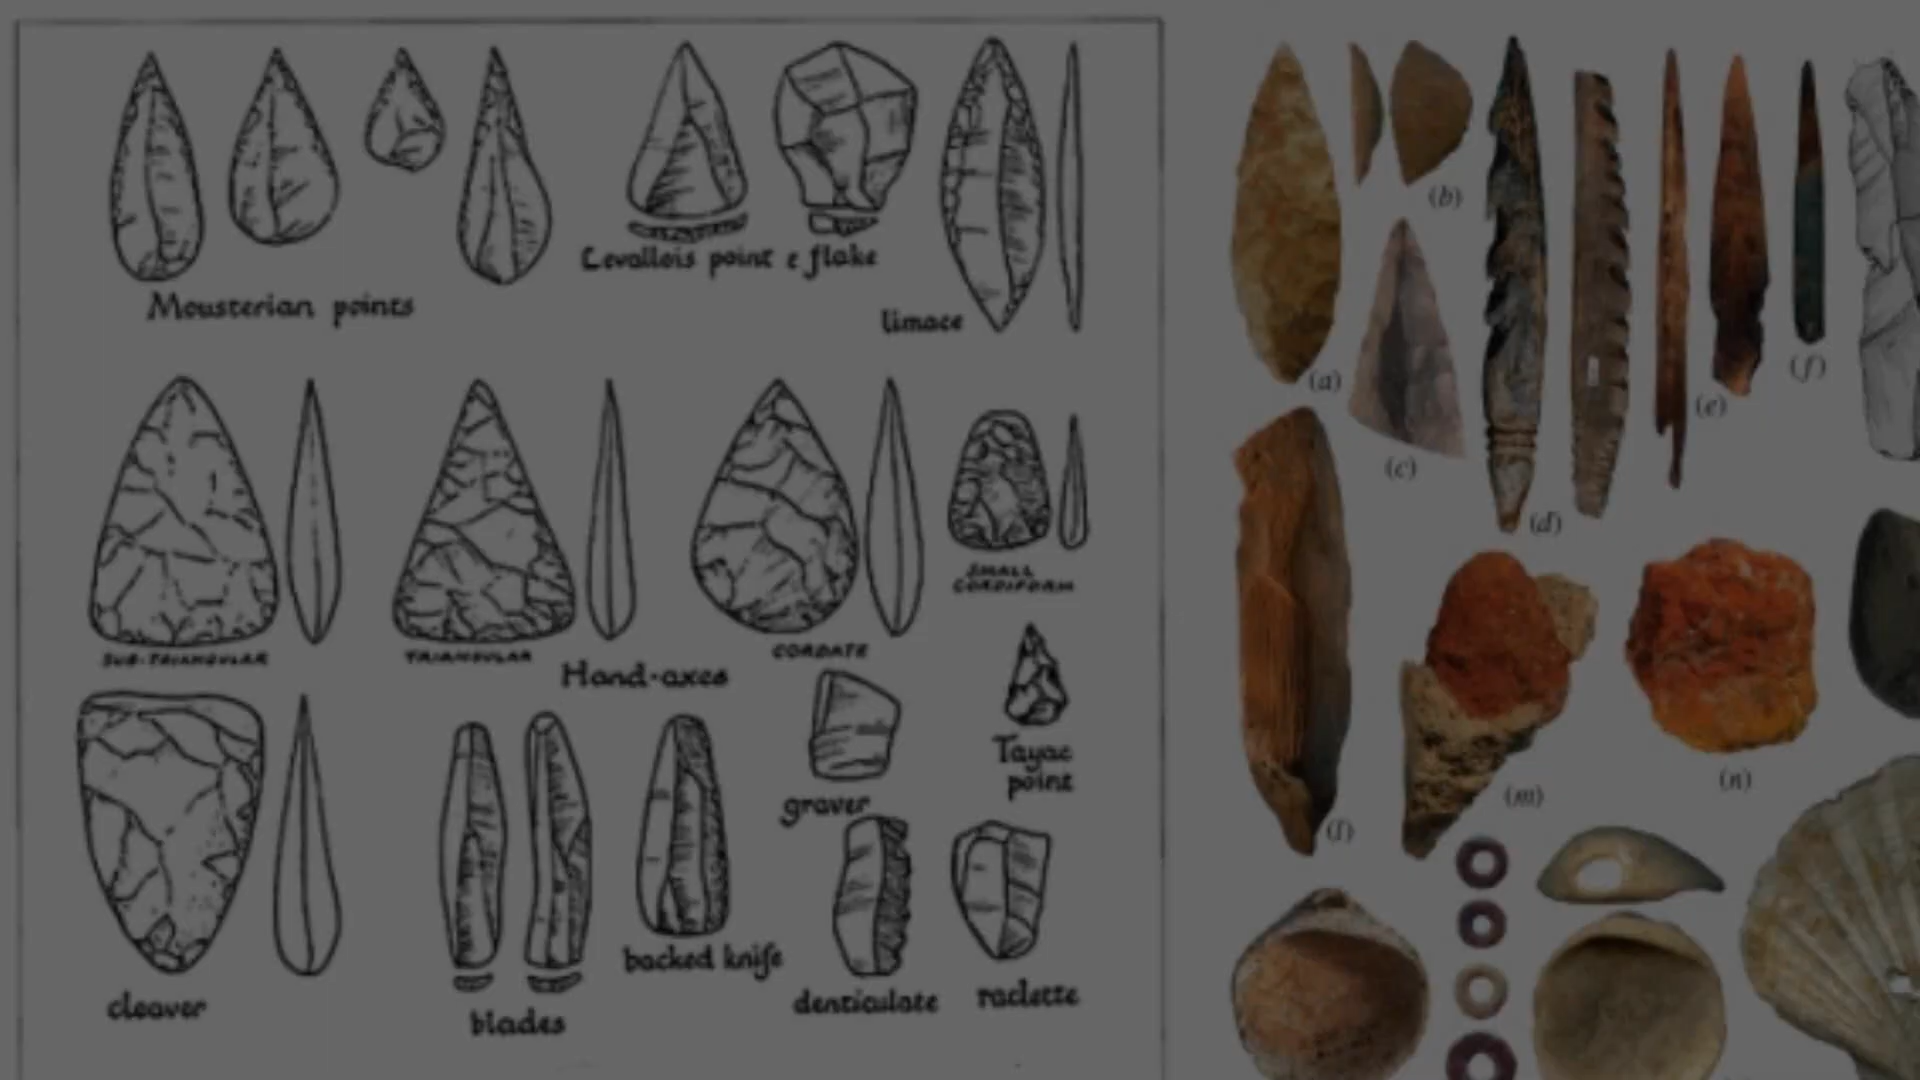 Mousterian points
Levallois point & flake
limace
SUB-TRIANGULAR
TRIANGULAR
Hand-axes
CORDATE
SMALL
CORDIFORM
cleaver
blades
backed knife
graver
Tayac
point
denticulate
raclette
(a)
(b)
(c)
(d)
(e)
(f)
(l)
(m)
(n)